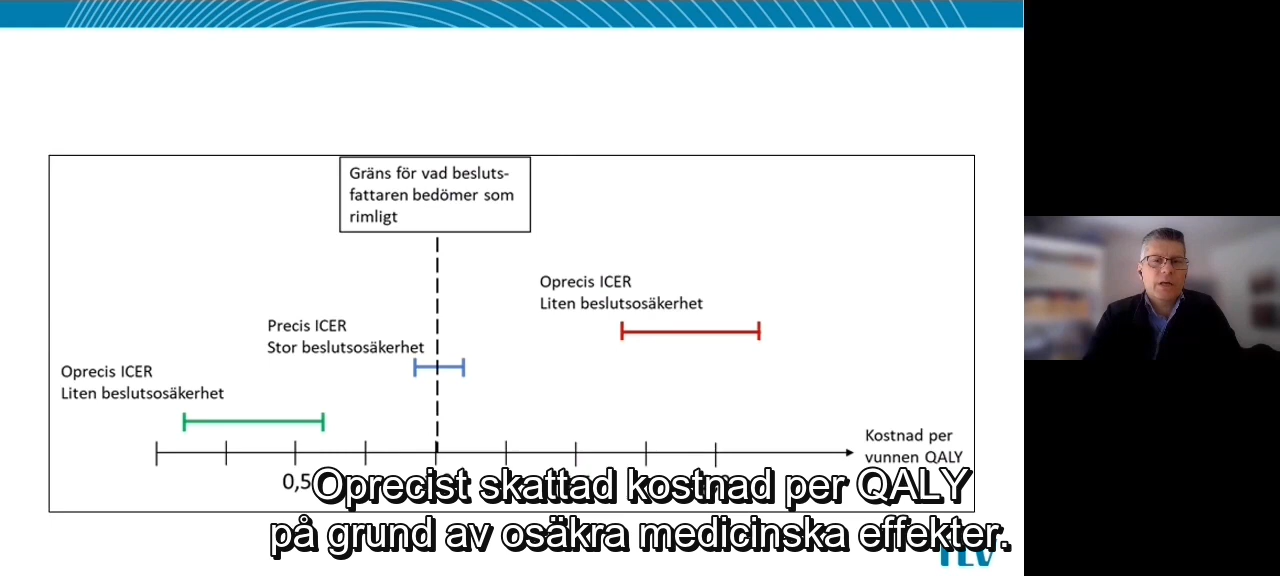 Gräns för vad besluts-
fattaren bedömer som
rimligt
Oprecis ICER
Liten beslutsosäkerhet
Precis ICER
Stor beslutsosäkerhet
Oprecis ICER
Liten beslutsosäkerhet
Kostnad per
vunnen QALY
0,5
Oprecist skattad kostnad per QALY
på grund av osäkra medicinska effekter.
TLV